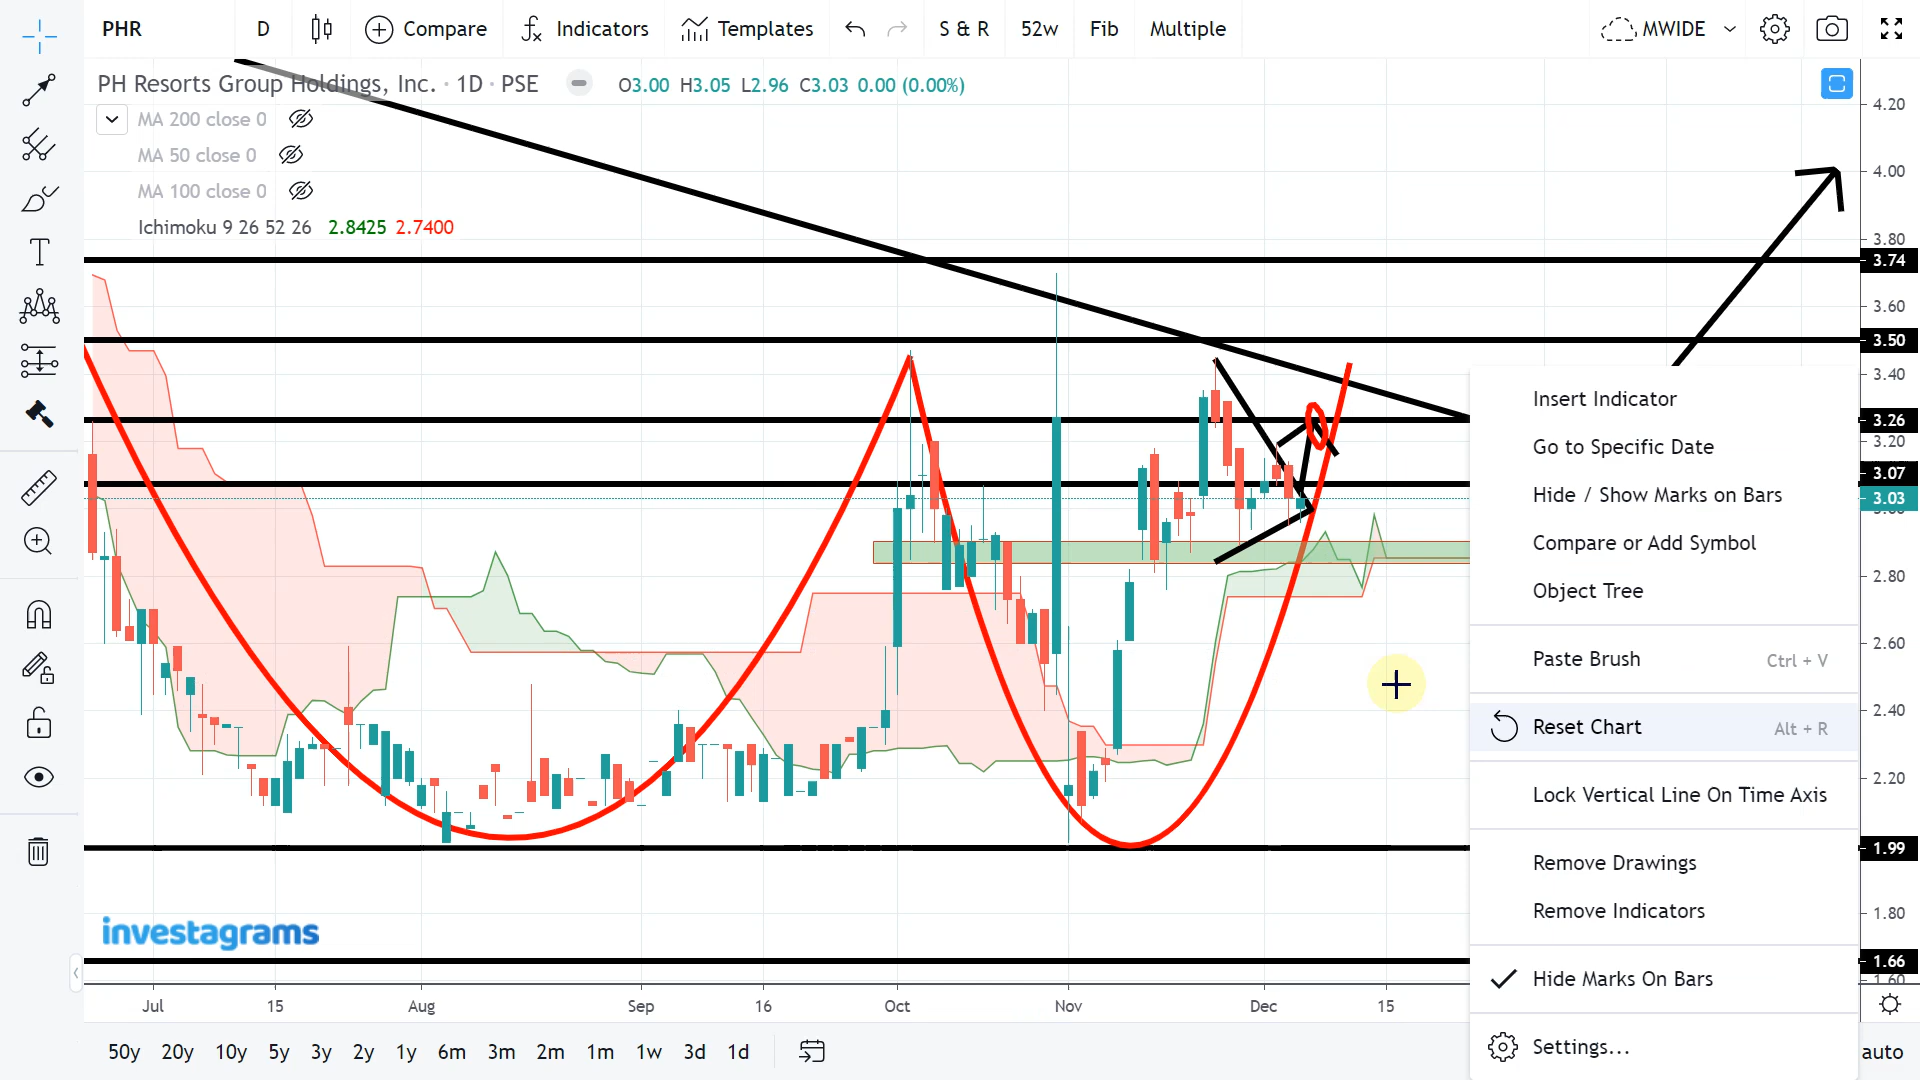 PHR D Compare Indicators Templates S & R 52w Fib Multiple MWIDE
PH Resorts Group Holdings, Inc. · 1D · PSE O3.00 H3.05 L2.96 C3.03 0.00 (0.00%)
MA 200 close 0
MA 50 close 0
MA 100 close 0
Ichimoku 9 26 52 26 2.8425 2.7400
4.20
4.00
3.80
3.74
3.60
3.50
3.40
3.26
3.20
3.07
3.03
2.80
2.60
2.40
2.20
1.99
1.80
1.66
1.60
Insert Indicator
Go to Specific Date
Hide / Show Marks on Bars
Compare or Add Symbol
Object Tree
Paste Brush Ctrl + V
Reset Chart Alt + R
Lock Vertical Line On Time Axis
Remove Drawings
Remove Indicators
Hide Marks On Bars
Settings...
investagrams
Jul 15 Aug Sep 16 Oct Nov Dec 15
50y 20y 10y 5y 3y 2y 1y 6m 3m 2m 1m 1w 3d 1d auto